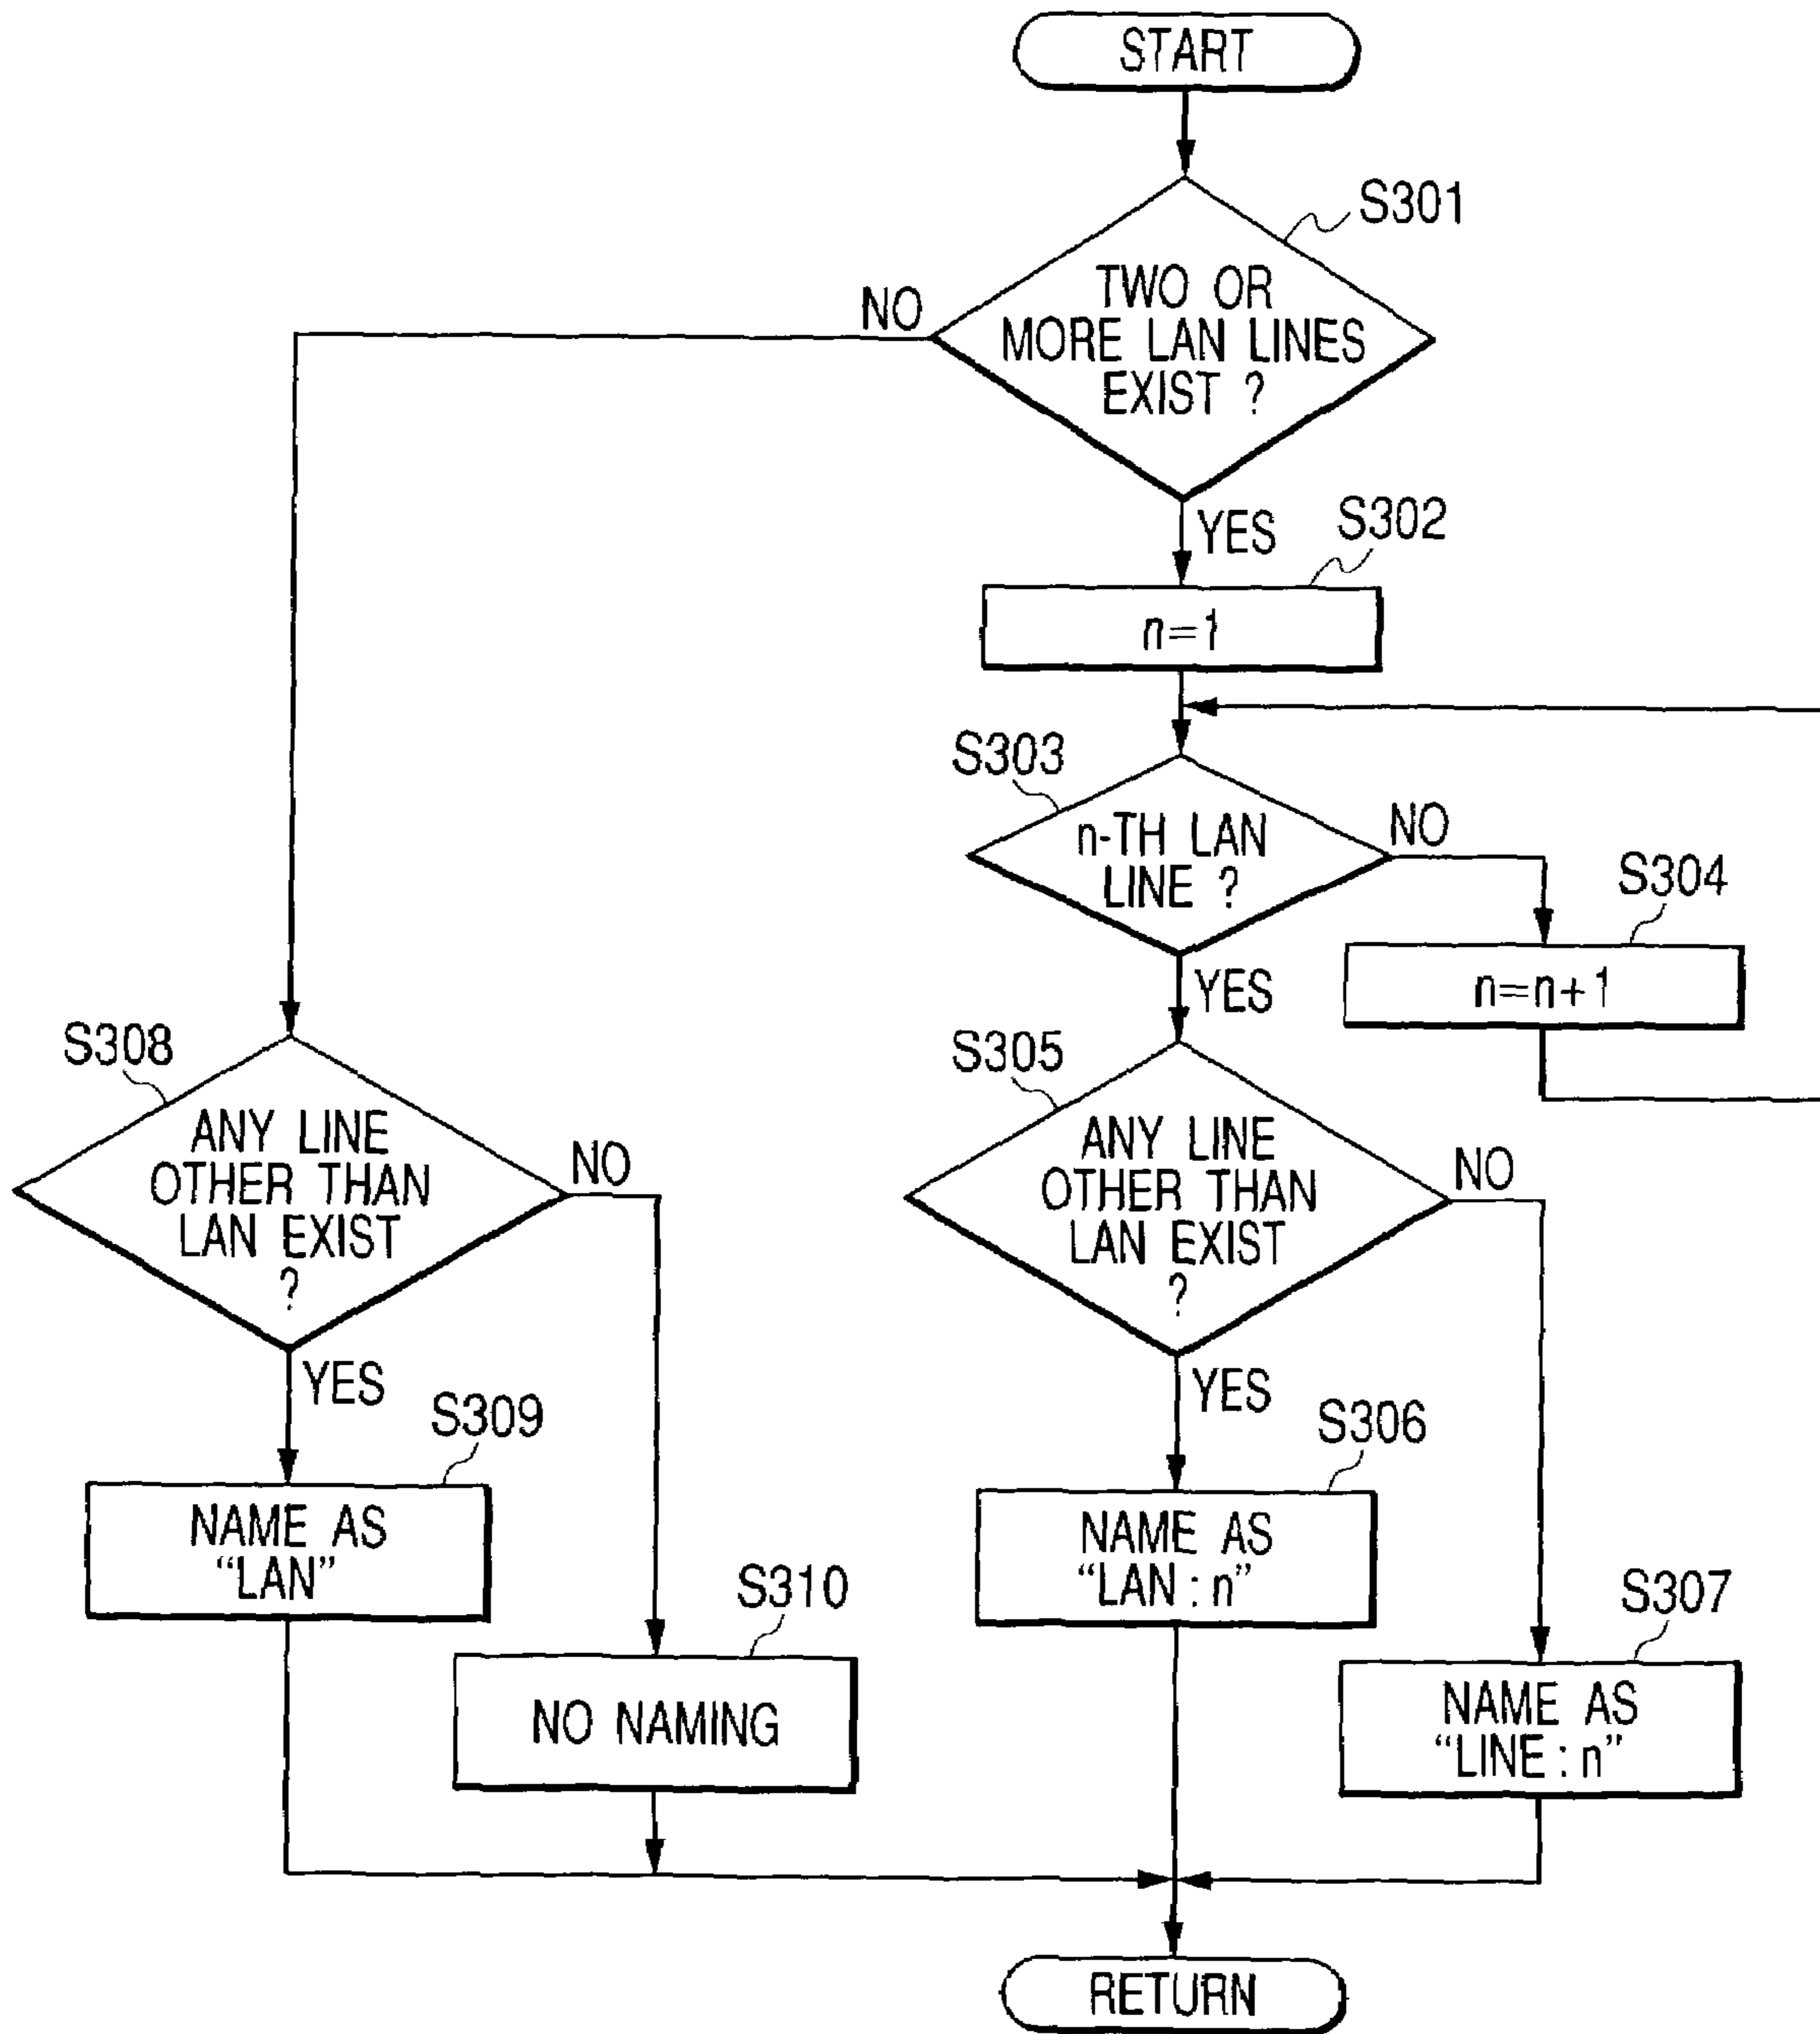 START
S301
TWO OR
MORE LAN LINES
EXIST ?
NO
YES
S302
n=1
S303
n-TH LAN
LINE ?
NO
S304
n=n+1
YES
S308
ANY LINE
OTHER THAN
LAN EXIST
?
NO
YES
S305
ANY LINE
OTHER THAN
LAN EXIST
?
NO
YES
S309
NAME AS
“LAN”
S310
NO NAMING
S306
NAME AS
“LAN : n”
S307
NAME AS
“LINE : n”
RETURN